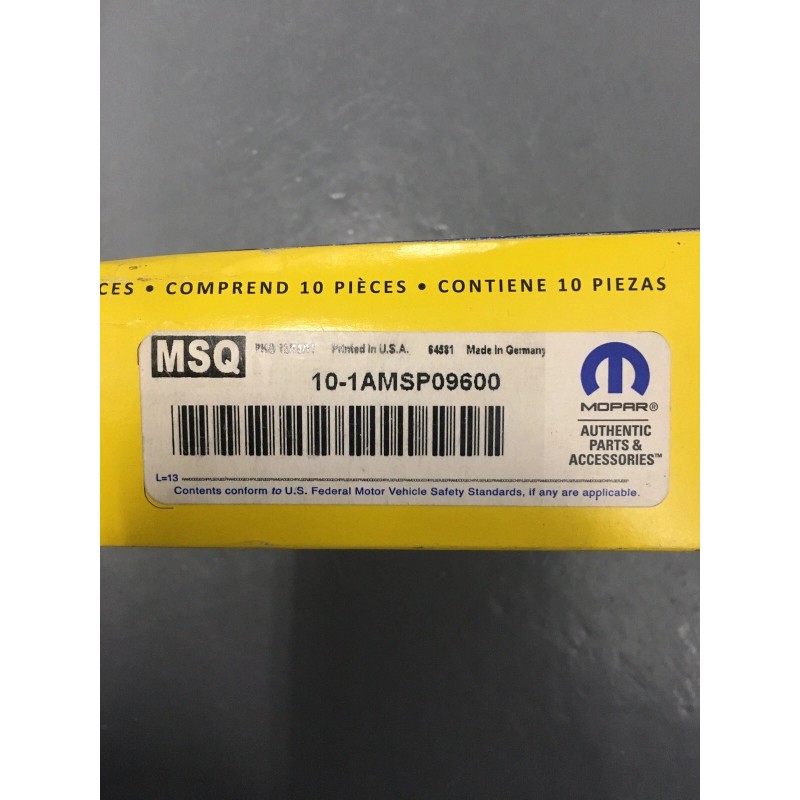 CES • COMPREND 10 PIÈCES • CONTIENE 10 PIEZAS
MSQ Printed in U.S.A. 64581 Made in Germany
10-1AMSP09600
MOPAR®
AUTHENTIC
PARTS &
ACCESSORIES™
L=13
Contents conform to U.S. Federal Motor Vehicle Safety Standards, if any are applicable.